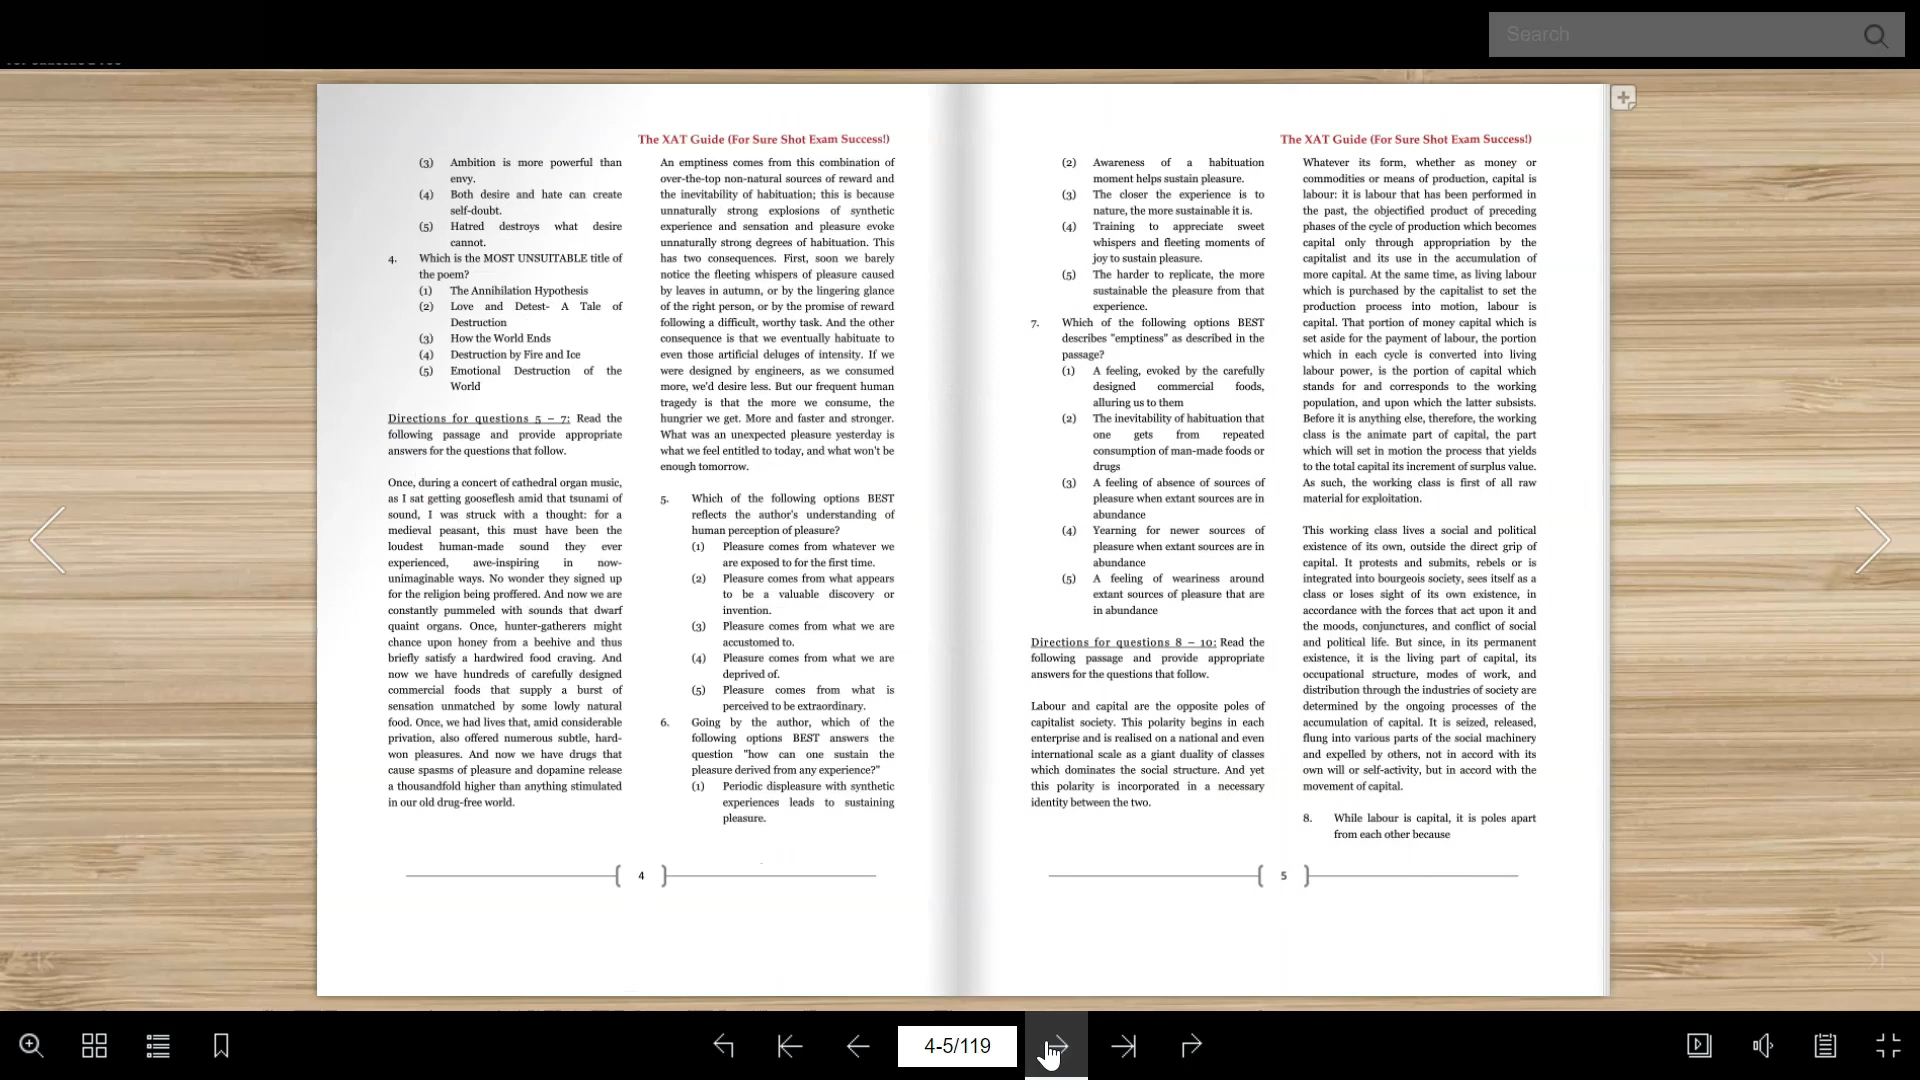 Search
The XAT Guide (For Sure Shot Exam Success!)
(3) Ambition is more powerful than
envy.
(4) Both desire and hate can create
self-doubt.
(5) Hatred destroys what desire
cannot.
4. Which is the MOST UNSUITABLE title of
the poem?
(1) The Annihilation Hypothesis
(2) Love and Detest- A Tale of
Destruction
(3) How the World Ends
(4) Destruction by Fire and Ice
(5) Emotional Destruction of the
World
Directions for questions 5 – 7: Read the
following passage and provide appropriate
answers for the questions that follow.
Once, during a concert of cathedral organ music,
as I sat getting gooseflesh amid that tsunami of
sound, I was struck with a thought: for a
medieval peasant, this must have been the
loudest human-made sound they ever
experienced, awe-inspiring in now-
unimaginable ways. No wonder they signed up
for the religion being proffered. And now we are
constantly pummeled with sounds that dwarf
quaint organs. Once, hunter-gatherers might
chance upon honey from a beehive and thus
briefly satisfy a hardwired food craving. And
now we have hundreds of carefully designed
commercial foods that supply a burst of
sensation unmatched by some lowly natural
food. Once, we had lives that, amid considerable
privation, also offered numerous subtle, hard-
won pleasures. And now we have drugs that
cause spasms of pleasure and dopamine release
a thousandfold higher than anything stimulated
in our old drug-free world.
An emptiness comes from this combination of
over-the-top non-natural sources of reward and
the inevitability of habituation; this is because
unnaturally strong explosions of synthetic
experience and sensation and pleasure evoke
unnaturally strong degrees of habituation. This
has two consequences. First, soon we barely
notice the fleeting whispers of pleasure caused
by leaves in autumn, or by the lingering glance
of the right person, or by the promise of reward
following a difficult, worthy task. And the other
consequence is that we eventually habituate to
even those artificial deluges of intensity. If we
were designed by engineers, as we consumed
more, we'd desire less. But our frequent human
tragedy is that the more we consume, the
hungrier we get. More and faster and stronger.
What was an unexpected pleasure yesterday is
what we feel entitled to today, and what won't be
enough tomorrow.
5. Which of the following options BEST
reflects the author's understanding of
human perception of pleasure?
(1) Pleasure comes from whatever we
are exposed to for the first time.
(2) Pleasure comes from what appears
to be a valuable discovery or
invention.
(3) Pleasure comes from what we are
accustomed to.
(4) Pleasure comes from what we are
deprived of.
(5) Pleasure comes from what is
perceived to be extraordinary.
6. Going by the author, which of the
following options BEST answers the
question "how can one sustain the
pleasure derived from any experience?"
(1) Periodic displeasure with synthetic
experiences leads to sustaining
pleasure.
4
The XAT Guide (For Sure Shot Exam Success!)
(2) Awareness of a habituation
moment helps sustain pleasure.
(3) The closer the experience is to
nature, the more sustainable it is.
(4) Training to appreciate sweet
whispers and fleeting moments of
joy to sustain pleasure.
(5) The harder to replicate, the more
sustainable the pleasure from that
experience.
7. Which of the following options BEST
describes "emptiness" as described in the
passage?
(1) A feeling, evoked by the carefully
designed commercial foods,
alluring us to them
(2) The inevitability of habituation that
one gets from repeated
consumption of man-made foods or
drugs
(3) A feeling of absence of sources of
pleasure when extant sources are in
abundance
(4) Yearning for newer sources of
pleasure when extant sources are in
abundance
(5) A feeling of weariness around
extant sources of pleasure that are
in abundance
Directions for questions 8 – 10: Read the
following passage and provide appropriate
answers for the questions that follow.
Labour and capital are the opposite poles of
capitalist society. This polarity begins in each
enterprise and is realised on a national and even
international scale as a giant duality of classes
which dominates the social structure. And yet
this polarity is incorporated in a necessary
identity between the two.
Whatever its form, whether as money or
commodities or means of production, capital is
labour: it is labour that has been performed in
the past, the objectified product of preceding
phases of the cycle of production which becomes
capital only through appropriation by the
capitalist and its use in the accumulation of
more capital. At the same time, as living labour
which is purchased by the capitalist to set the
production process into motion, labour is
capital. That portion of money capital which is
set aside for the payment of labour, the portion
which in each cycle is converted into living
labour power, is the portion of capital which
stands for and corresponds to the working
population, and upon which the latter subsists.
Before it is anything else, therefore, the working
class is the animate part of capital, the part
which will set in motion the process that yields
to the total capital its increment of surplus value.
As such, the working class is first of all raw
material for exploitation.
This working class lives a social and political
existence of its own, outside the direct grip of
capital. It protests and submits, rebels or is
integrated into bourgeois society, sees itself as a
class or loses sight of its own existence, in
accordance with the forces that act upon it and
the moods, conjunctures, and conflict of social
and political life. But since, in its permanent
existence, it is the living part of capital, its
occupational structure, modes of work, and
distribution through the industries of society are
determined by the ongoing processes of the
accumulation of capital. It is seized, released,
flung into various parts of the social machinery
and expelled by others, not in accord with its
own will or self-activity, but in accord with the
movement of capital.
8. While labour is capital, it is poles apart
from each other because
5
4-5/119